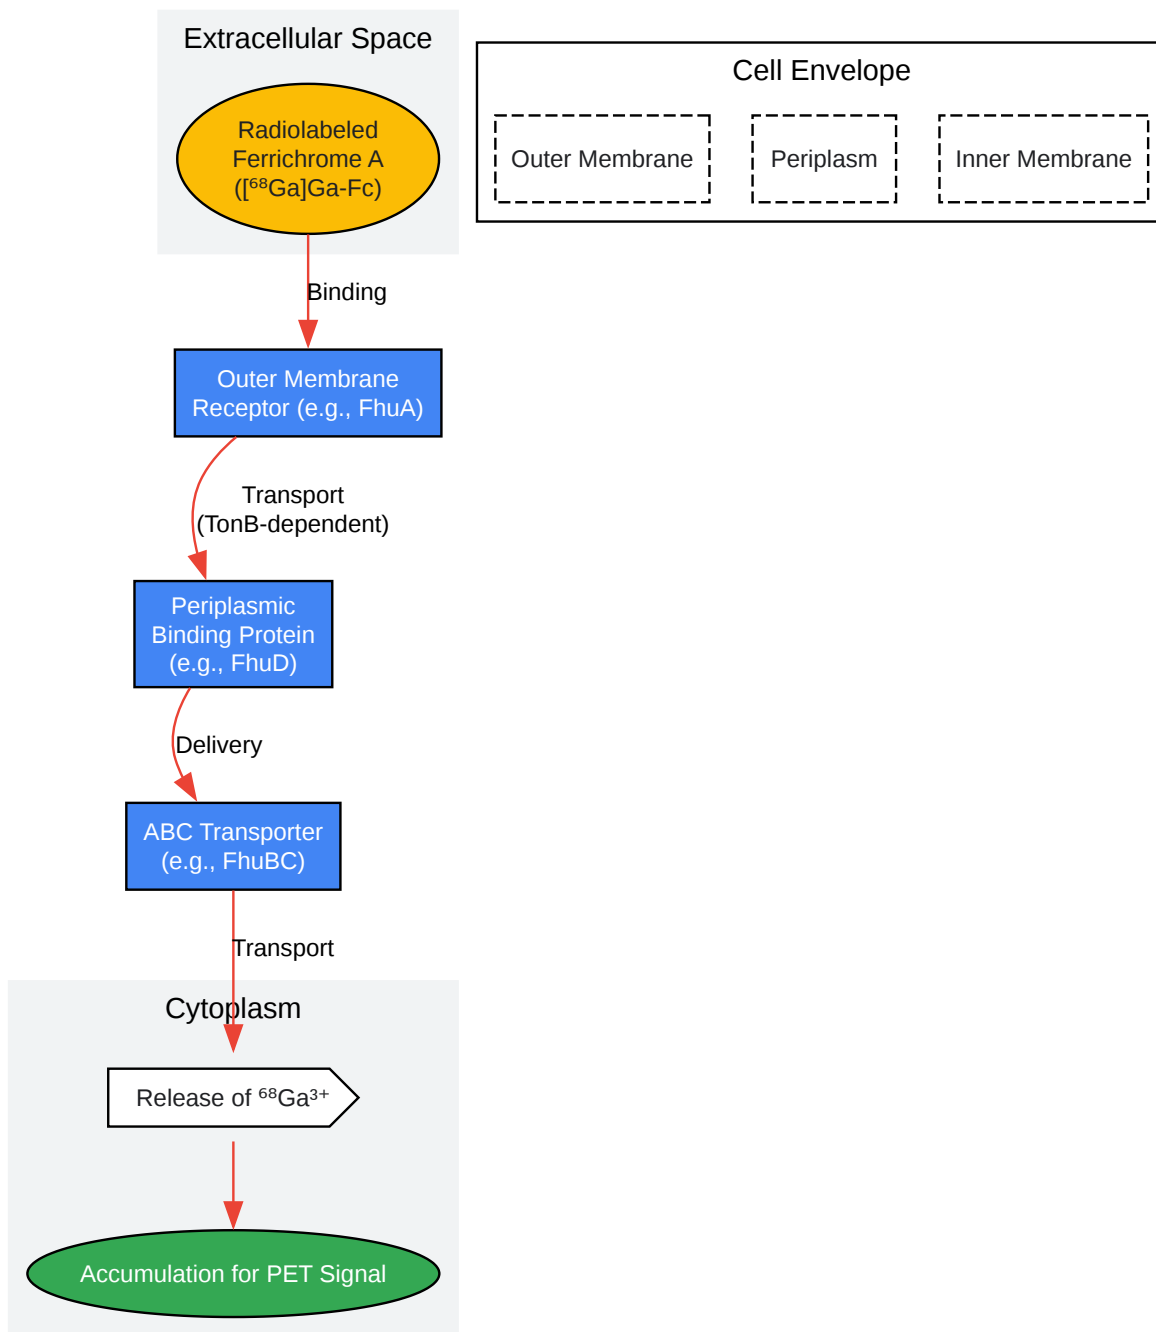 Extracellular Space
Radiolabeled
Ferrichrome A
([⁶⁸Ga]Ga-Fc)
Cell Envelope
Outer Membrane
Periplasm
Inner Membrane
Binding
Outer Membrane
Receptor (e.g., FhuA)
Transport
(TonB-dependent)
Periplasmic
Binding Protein
(e.g., FhuD)
Delivery
ABC Transporter
(e.g., FhuBC)
Transport
Cytoplasm
Release of ⁶⁸Ga³⁺
Accumulation for PET Signal